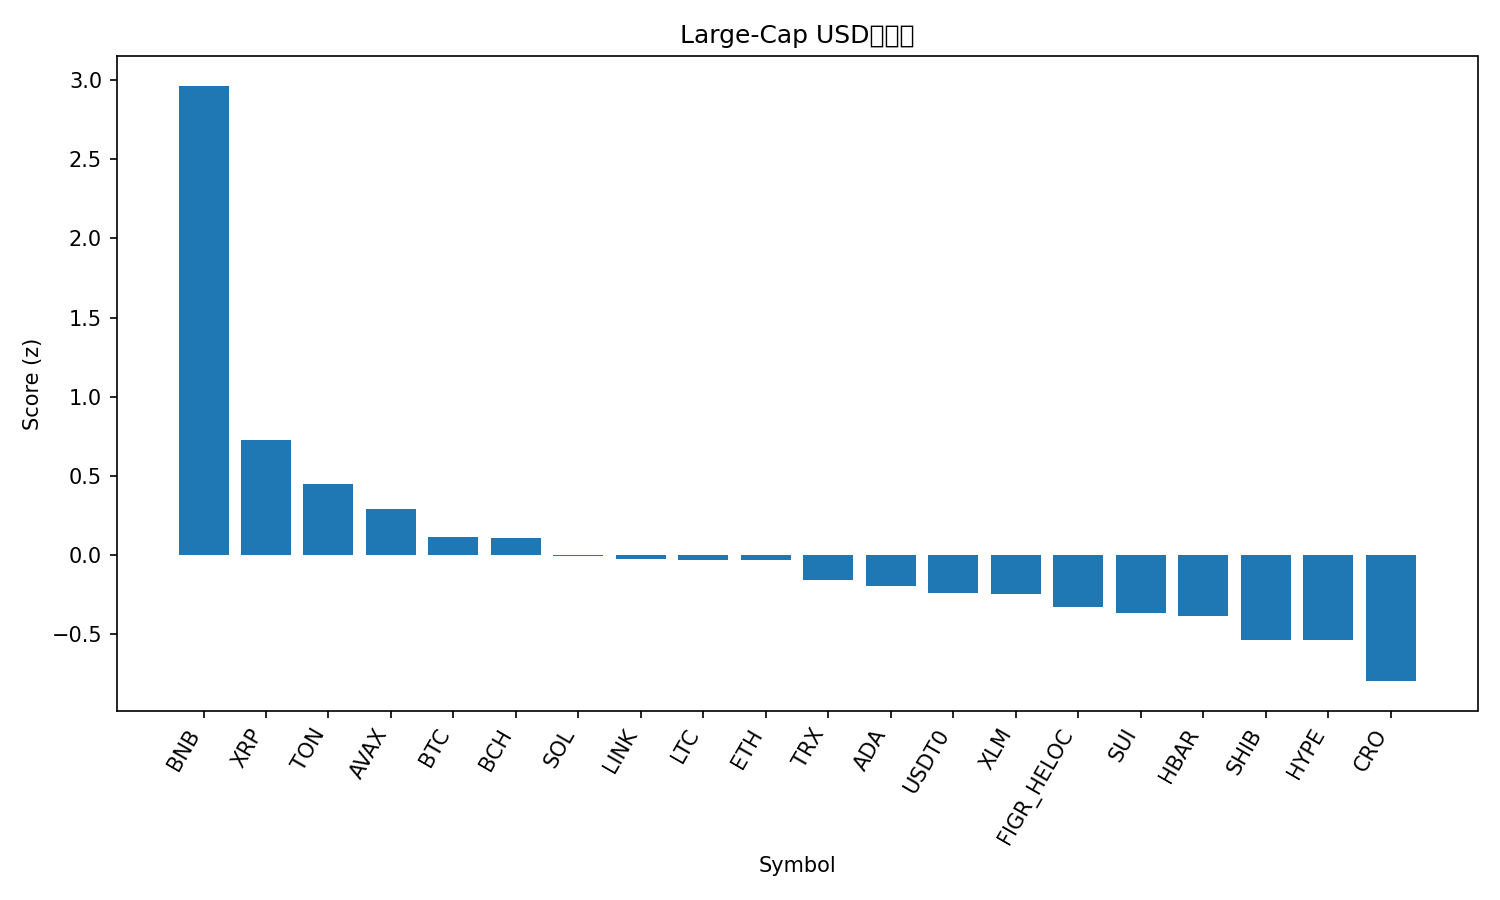 Large-Cap USD
Score (z)
3.0
2.5
2.0
1.5
1.0
0.5
0.0
−0.5
BNB
XRP
TON
AVAX
BTC
BCH
SOL
LINK
LTC
ETH
TRX
ADA
USDT0
XLM
FIGR_HELOC
SUI
HBAR
SHIB
HYPE
CRO
Symbol